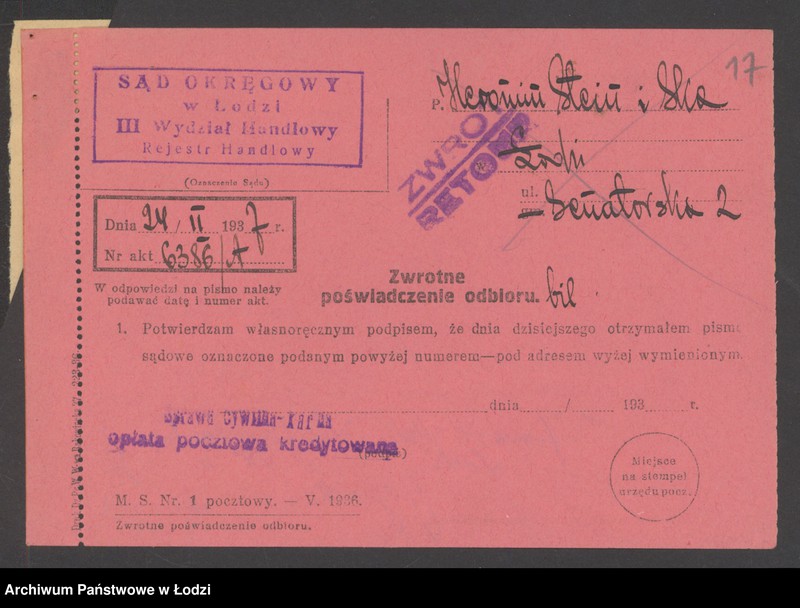 17
SĄD OKRĘGOWY
w Łodzi
III Wydział Handlowy
Rejestr Handlowy
(Oznaczenie Sądu)
P. Stein i Ska
ZWROT
RETOUR
w Łodzi
ul.
Senatorska 2
Dnia 24 / II 1937 r.
Nr akt 6386/A
W odpowiedzi na pismo należy
podawać datę i numer akt.
Zwrotne
poświadczenie odbioru. bil
1. Potwierdzam własnoręcznym podpisem, że dnia dzisiejszego otrzymałem pismo
sądowe oznaczone podanym powyżej numerem—pod adresem wyżej wymienionym.
dnia / 193 r.
Sprawa cywilna-karna
opłata pocztowa kredytowana
(podpis)
Miejsce
na stempel
urzędu pocz.
M. S. Nr. 1 pocztowy. — V. 1936.
Zwrotne poświadczenie odbioru.
Archiwum Państwowe w Łodzi